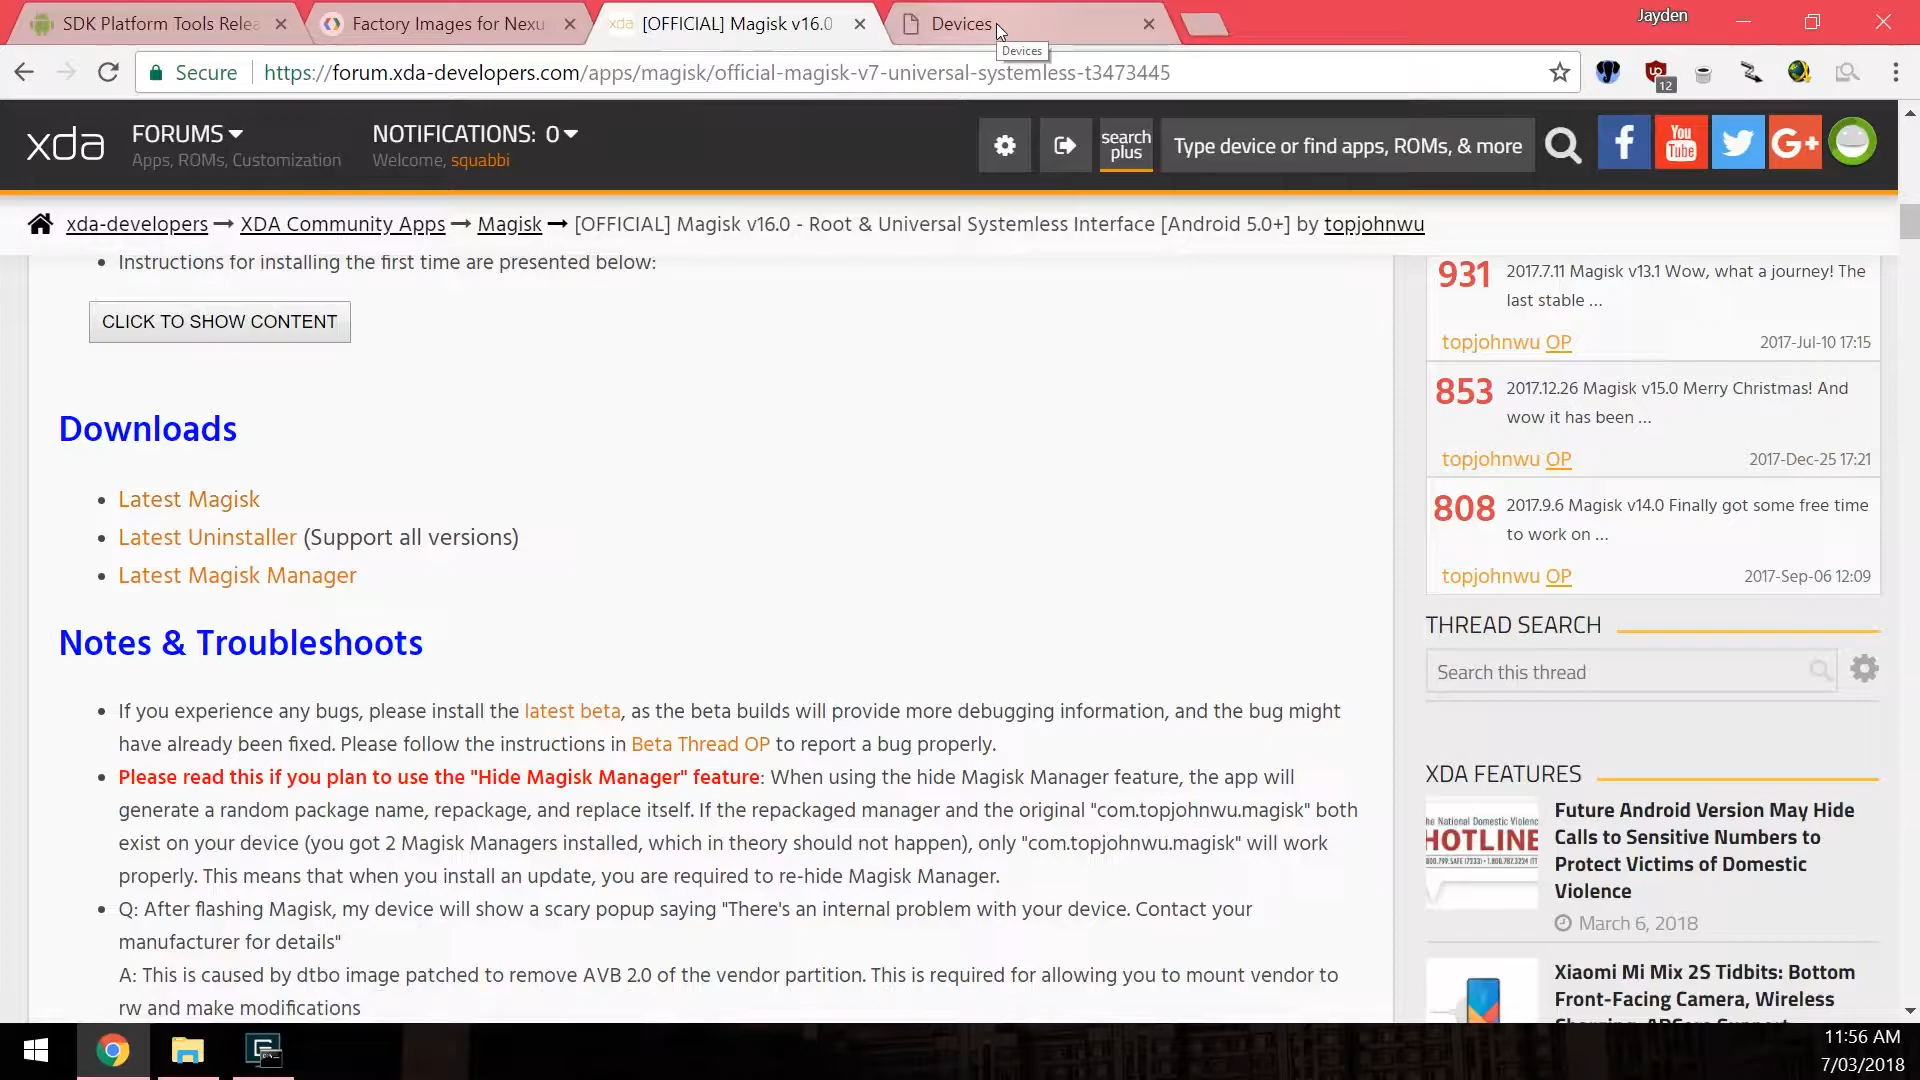 SDK Platform Tools Relea
Factory Images for Nexu
xda [OFFICIAL] Magisk v16.0
Devices
Jayden
Devices
Secure https://forum.xda-developers.com/apps/magisk/official-magisk-v7-universal-systemless-t3473445
12
xda
FORUMS
Apps, ROMs, Customization
NOTIFICATIONS: 0
Welcome, squabbi
search
plus
Type device or find apps, ROMs, & more
f
You
Tube
G+
xda-developers → XDA Community Apps → Magisk → [OFFICIAL] Magisk v16.0 - Root & Universal Systemless Interface [Android 5.0+] by topjohnwu
• Instructions for installing the first time are presented below:
CLICK TO SHOW CONTENT
Downloads
• Latest Magisk
• Latest Uninstaller (Support all versions)
• Latest Magisk Manager
Notes & Troubleshoots
• If you experience any bugs, please install the latest beta, as the beta builds will provide more debugging information, and the bug might
have already been fixed. Please follow the instructions in Beta Thread OP to report a bug properly.
• Please read this if you plan to use the "Hide Magisk Manager" feature: When using the hide Magisk Manager feature, the app will
generate a random package name, repackage, and replace itself. If the repackaged manager and the original "com.topjohnwu.magisk" both
exist on your device (you got 2 Magisk Managers installed, which in theory should not happen), only "com.topjohnwu.magisk" will work
properly. This means that when you install an update, you are required to re-hide Magisk Manager.
• Q: After flashing Magisk, my device will show a scary popup saying "There's an internal problem with your device. Contact your
manufacturer for details"
A: This is caused by dtbo image patched to remove AVB 2.0 of the vendor partition. This is required for allowing you to mount vendor to
rw and make modifications
931
2017.7.11 Magisk v13.1 Wow, what a journey! The
last stable ...
topjohnwu OP
2017-Jul-10 17:15
853
2017.12.26 Magisk v15.0 Merry Christmas! And
wow it has been ...
topjohnwu OP
2017-Dec-25 17:21
808
2017.9.6 Magisk v14.0 Finally got some free time
to work on ...
topjohnwu OP
2017-Sep-06 12:09
THREAD SEARCH
Search this thread
XDA FEATURES
he National Domestic Violenc
HOTLINE
Future Android Version May Hide
Calls to Sensitive Numbers to
Protect Victims of Domestic
Violence
March 6, 2018
Xiaomi Mi Mix 2S Tidbits: Bottom
Front-Facing Camera, Wireless
11:56 AM
7/03/2018